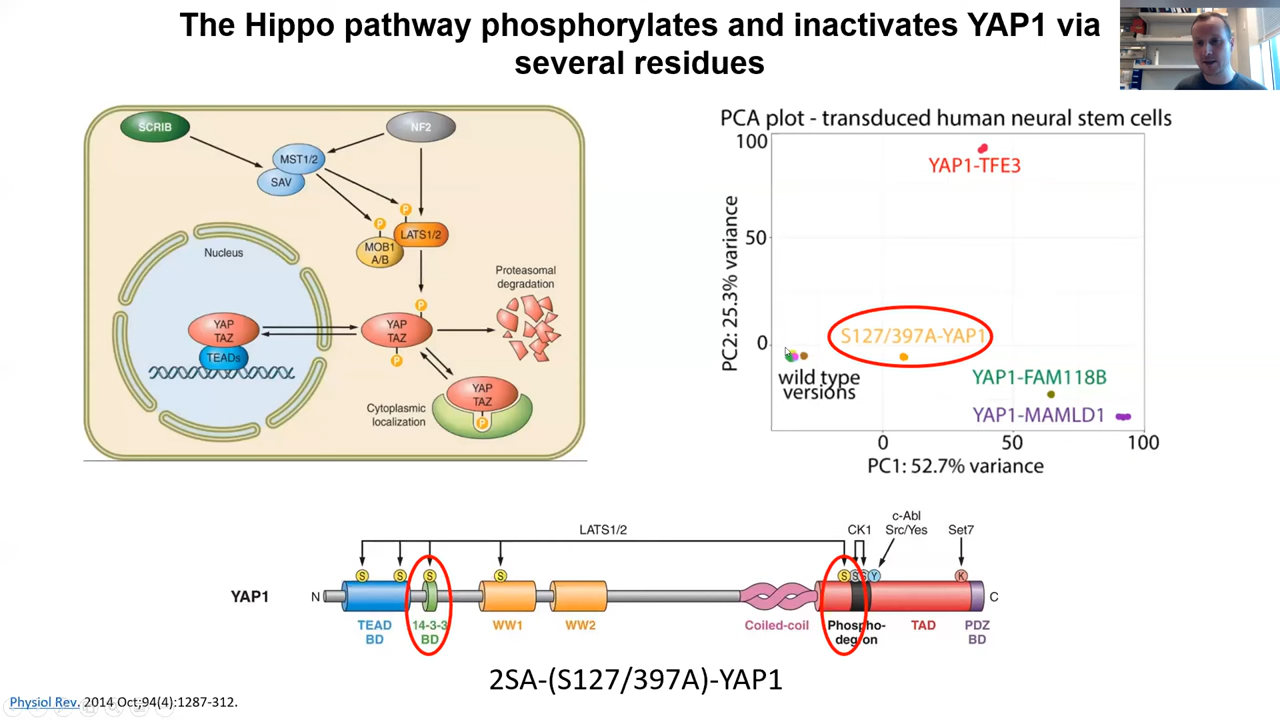 The Hippo pathway phosphorylates and inactivates YAP1 via
several residues
SCRIB
NF2
MST1/2
SAV
P
P
LATS1/2
MOB1
A/B
Nucleus
Proteasomal
degradation
P
YAP
TAZ
TEADs
YAP
TAZ
P
YAP
TAZ
P
Cytoplasmic
localization
PCA plot - transduced human neural stem cells
100
50
0
PC2: 25.3% variance
YAP1-TFE3
S127/397A-YAP1
wild type
versions
YAP1-FAM118B
YAP1-MAMLD1
0
50
100
PC1: 52.7% variance
LATS1/2
CK1
c-Abl
Src/Yes
Set7
S
S
S
S
S
S
S
Y
K
YAP1
N
C
TEAD
BD
14-3-3
BD
WW1
WW2
Coiled-coil
Phospho-
degron
TAD
PDZ
BD
2SA-(S127/397A)-YAP1
Physiol Rev. 2014 Oct;94(4):1287-312.